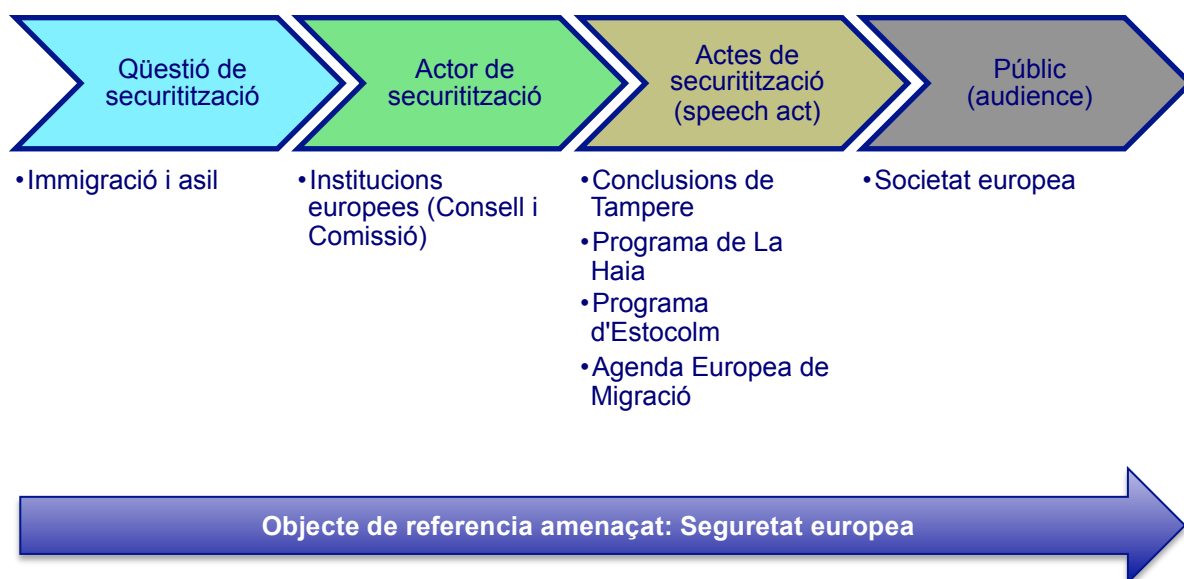 Qüestió de
securitització
Actor de
securitització
Actes de
securitització
(speech act)
Públic
(audience)
•Immigració i asil
•Institucions
europees (Consell i
Comissió)
•Conclusions de
Tampere
•Programa de La
Haia
•Programa
d'Estocolm
•Agenda Europea de
Migració
•Societat europea
Objecte de referencia amenaçat: Seguretat europea